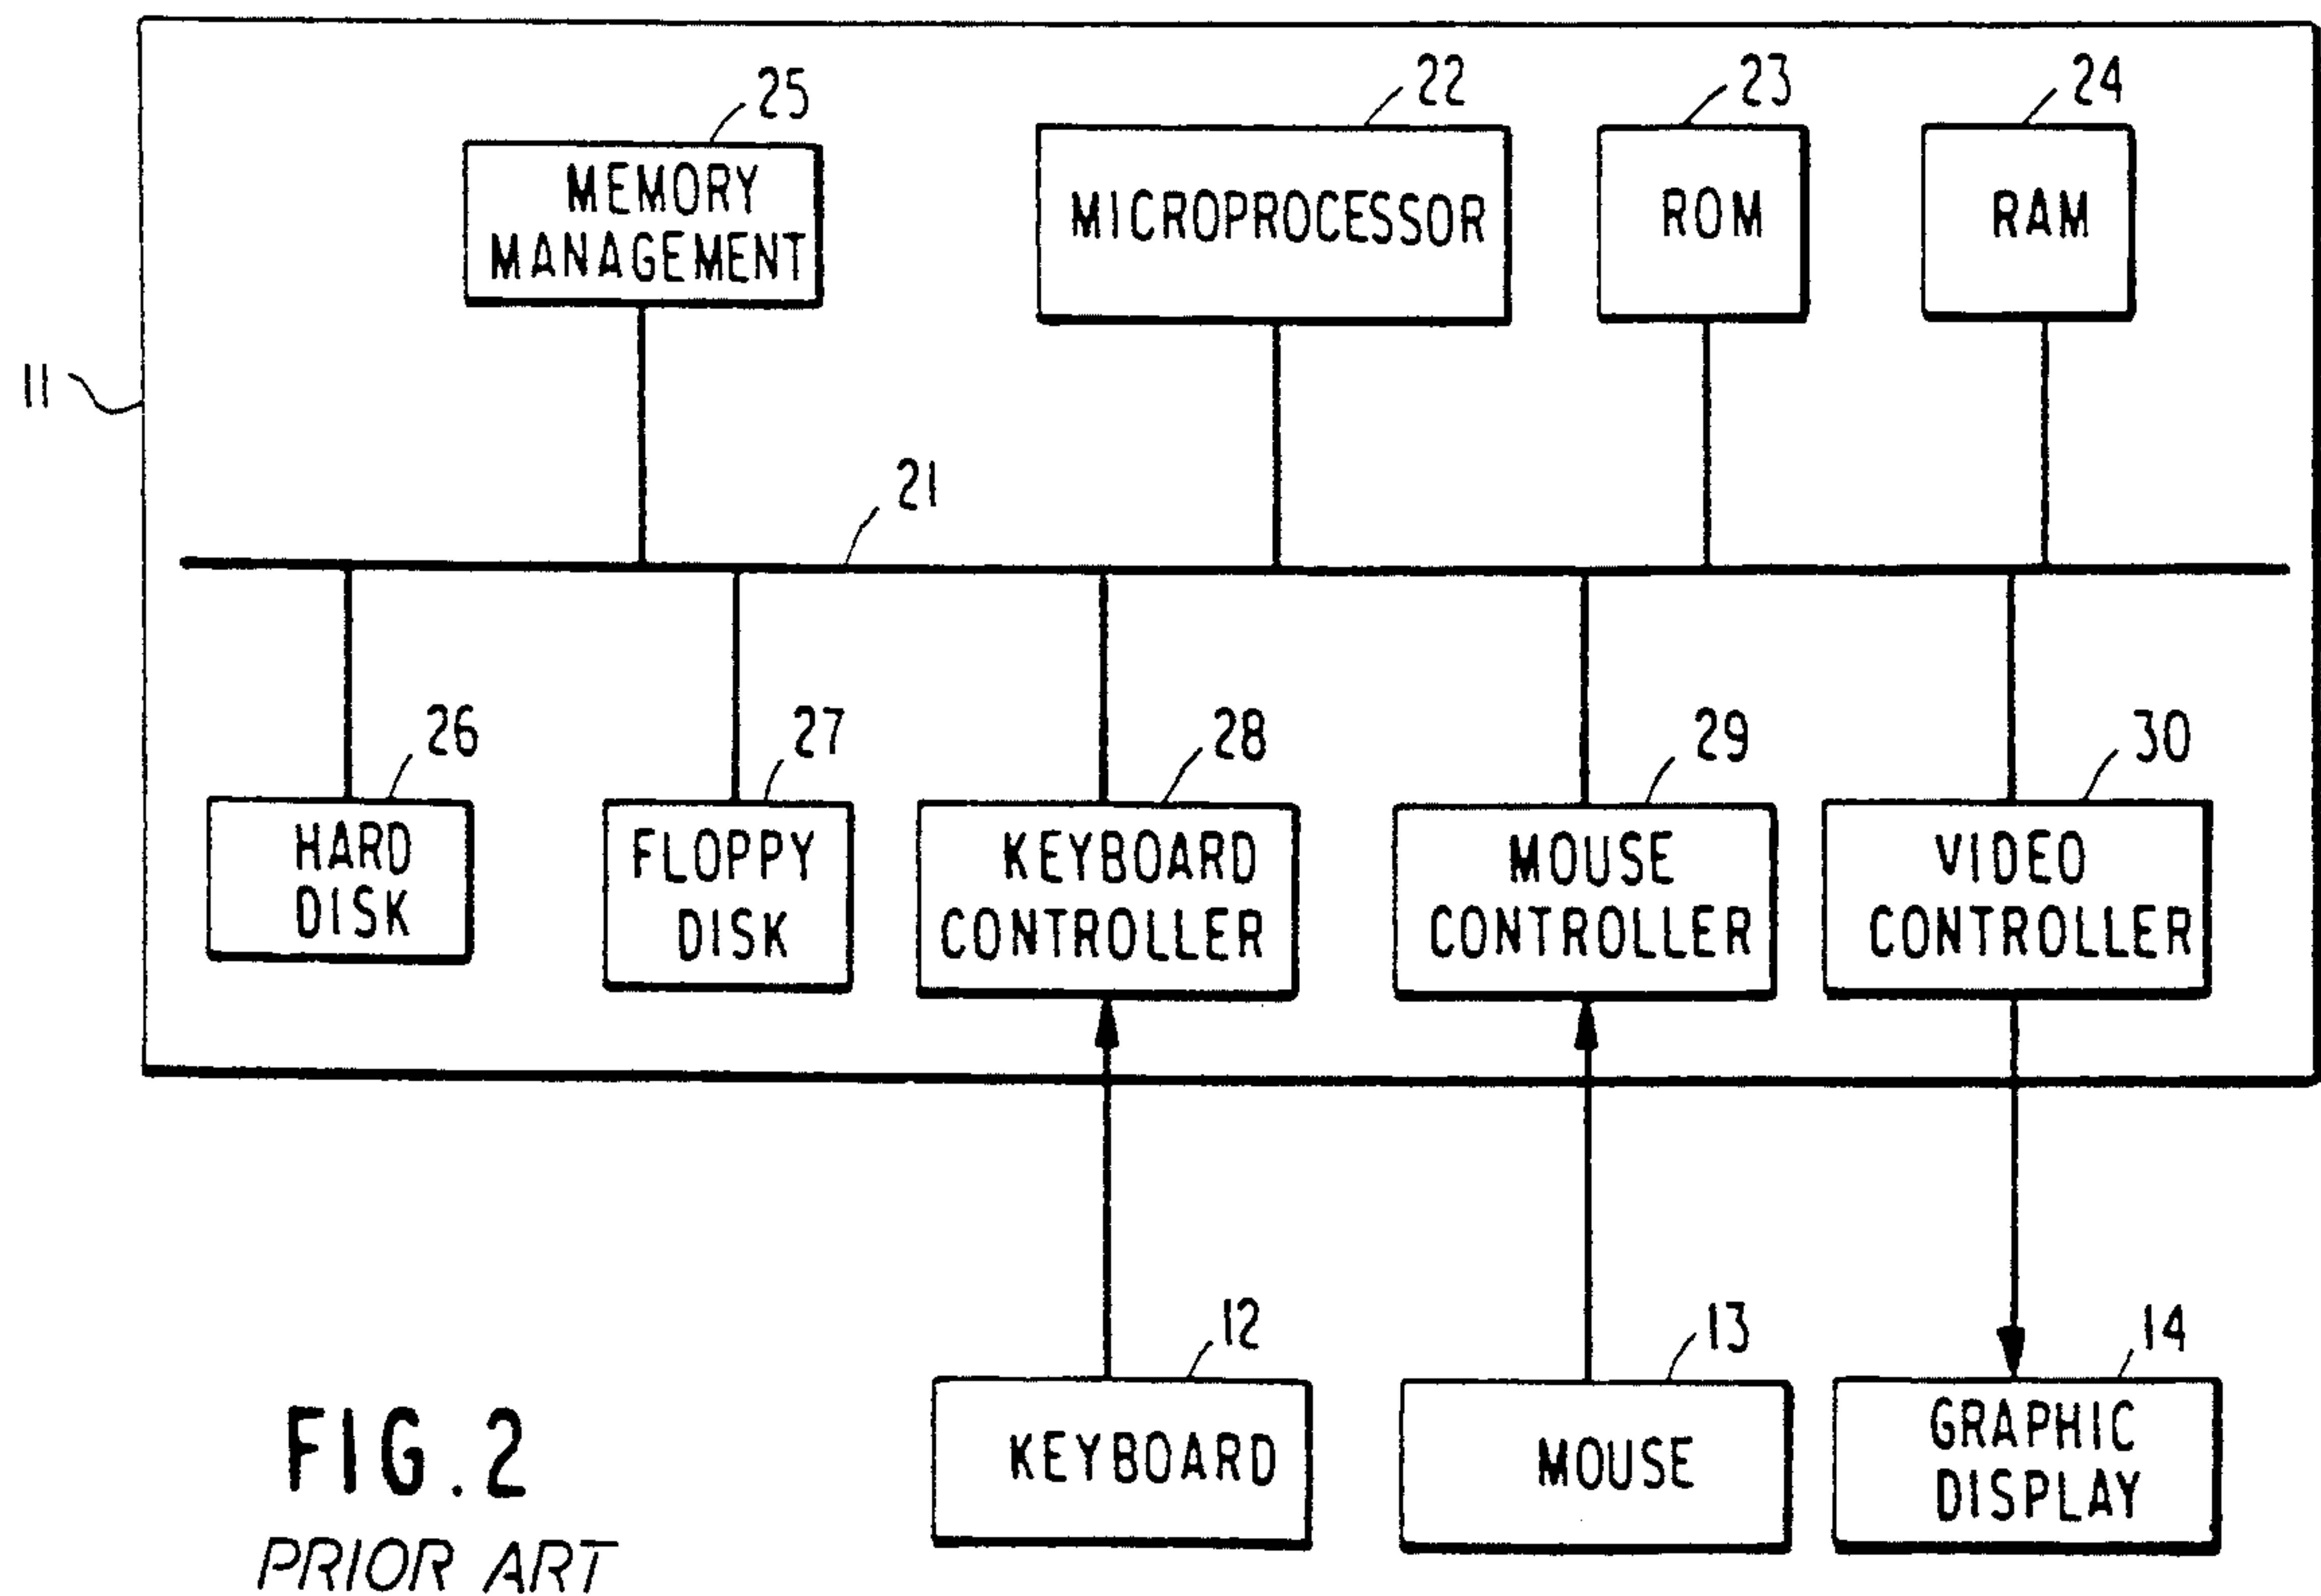 25
22
23
24
MEMORY
MANAGEMENT
MICROPROCESSOR
ROM
RAM
11
21
26
27
28
29
30
HARD
DISK
FLOPPY
DISK
KEYBOARD
CONTROLLER
MOUSE
CONTROLLER
VIDEO
CONTROLLER
12
13
14
KEYBOARD
MOUSE
GRAPHIC
DISPLAY
FIG.2
PRIOR ART